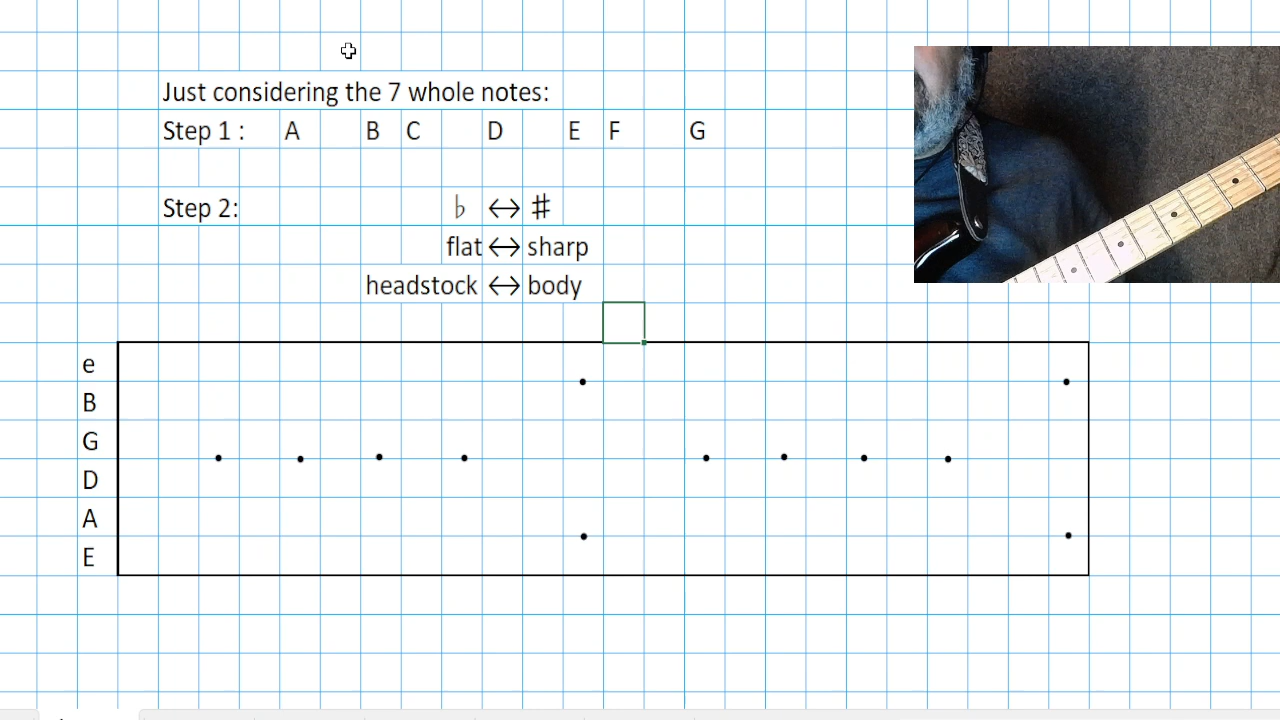 Just considering the 7 whole notes:
Step 1 : A B C D E F G
Step 2: ♭ ↔ ♯
flat ↔ sharp
headstock ↔ body
e
B
G
D
A
E